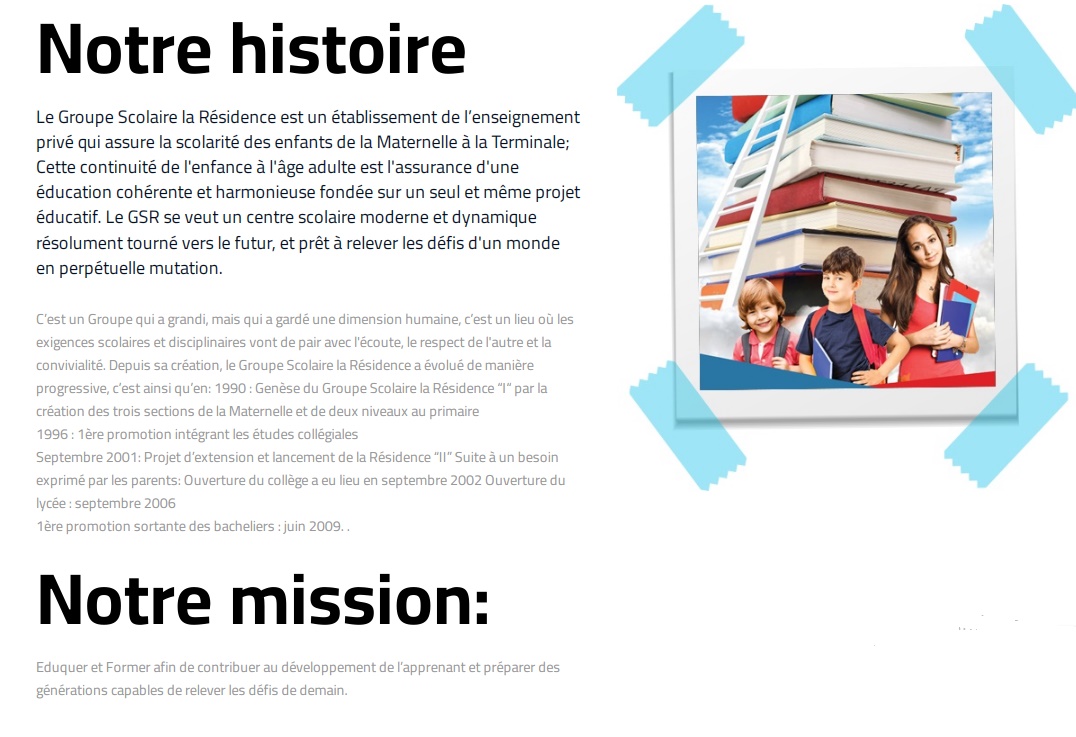 Notre histoire
Le Groupe Scolaire la Résidence est un établissement de l’enseignement
privé qui assure la scolarité des enfants de la Maternelle à la Terminale;
Cette continuité de l'enfance à l'âge adulte est l'assurance d'une
éducation cohérente et harmonieuse fondée sur un seul et même projet
éducatif. Le GSR se veut un centre scolaire moderne et dynamique
résolument tourné vers le futur, et prêt à relever les défis d'un monde
en perpétuelle mutation.
C’est un Groupe qui a grandi, mais qui a gardé une dimension humaine, c’est un lieu où les
exigences scolaires et disciplinaires vont de pair avec l’écoute, le respect de l’autre et la
convivialité. Depuis sa création, le Groupe Scolaire la Résidence a évolué de manière
progressive, c’est ainsi qu’en: 1990 : Genèse du Groupe Scolaire la Résidence “I” par la
création des trois sections de la Maternelle et de deux niveaux au primaire
1996 : 1ère promotion intégrant les études collégiales
Septembre 2001: Projet d’extension et lancement de la Résidence “II” Suite à un besoin
exprimé par les parents: Ouverture du collège a eu lieu en septembre 2002 Ouverture du
lycée : septembre 2006
1ère promotion sortante des bacheliers : juin 2009. .
Notre mission:
Eduquer et Former afin de contribuer au développement de l’apprenant et préparer des
générations capables de relever les défis de demain.